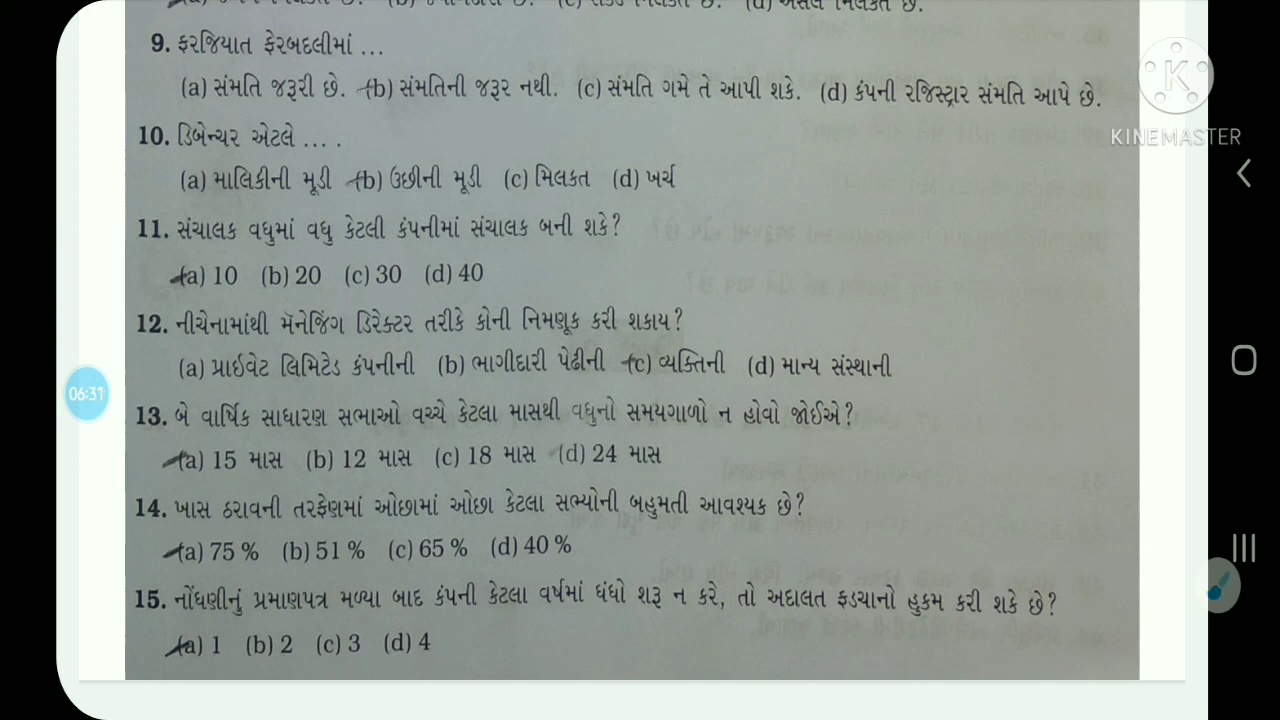 (d) અસલ મિલકત છે.
9. ફરજિયાત ફેરબદલીમાં ...
(a) સંમતિ જરૂરી છે. (b) સંમતિની જરૂર નથી. (c) સંમતિ ગમે તે આપી શકે. (d) કંપની રજિસ્ટ્રાર સંમતિ આપે છે.
KINEMASTER
10. ડિબેન્ચર એટલે ....
(a) માલિકીની મૂડી (b) ઉછીની મૂડી (c) મિલકત (d) ખર્ચ
11. સંચાલક વધુમાં વધુ કેટલી કંપનીમાં સંચાલક બની શકે?
(a) 10 (b) 20 (c) 30 (d) 40
12. નીચેનામાંથી મૅનેજિંગ ડિરેક્ટર તરીકે કોની નિમણૂક કરી શકાય?
(a) પ્રાઈવેટ લિમિટેડ કંપનીની (b) ભાગીદારી પેઢીની (c) વ્યક્તિની (d) માન્ય સંસ્થાની
06:31
13. બે વાર્ષિક સાધારણ સભાઓ વચ્ચે કેટલા માસથી વધુનો સમયગાળો ન હોવો જોઈએ?
(a) 15 માસ (b) 12 માસ (c) 18 માસ (d) 24 માસ
14. ખાસ ઠરાવની તરફેણમાં ઓછામાં ઓછા કેટલા સભ્યોની બહુમતી આવશ્યક છે?
(a) 75 % (b) 51 % (c) 65 % (d) 40 %
15. નોંધણીનું પ્રમાણપત્ર મળ્યા બાદ કંપની કેટલા વર્ષમાં ધંધો શરૂ ન કરે, તો અદાલત ફડચાનો હુકમ કરી શકે છે?
(a) 1 (b) 2 (c) 3 (d) 4